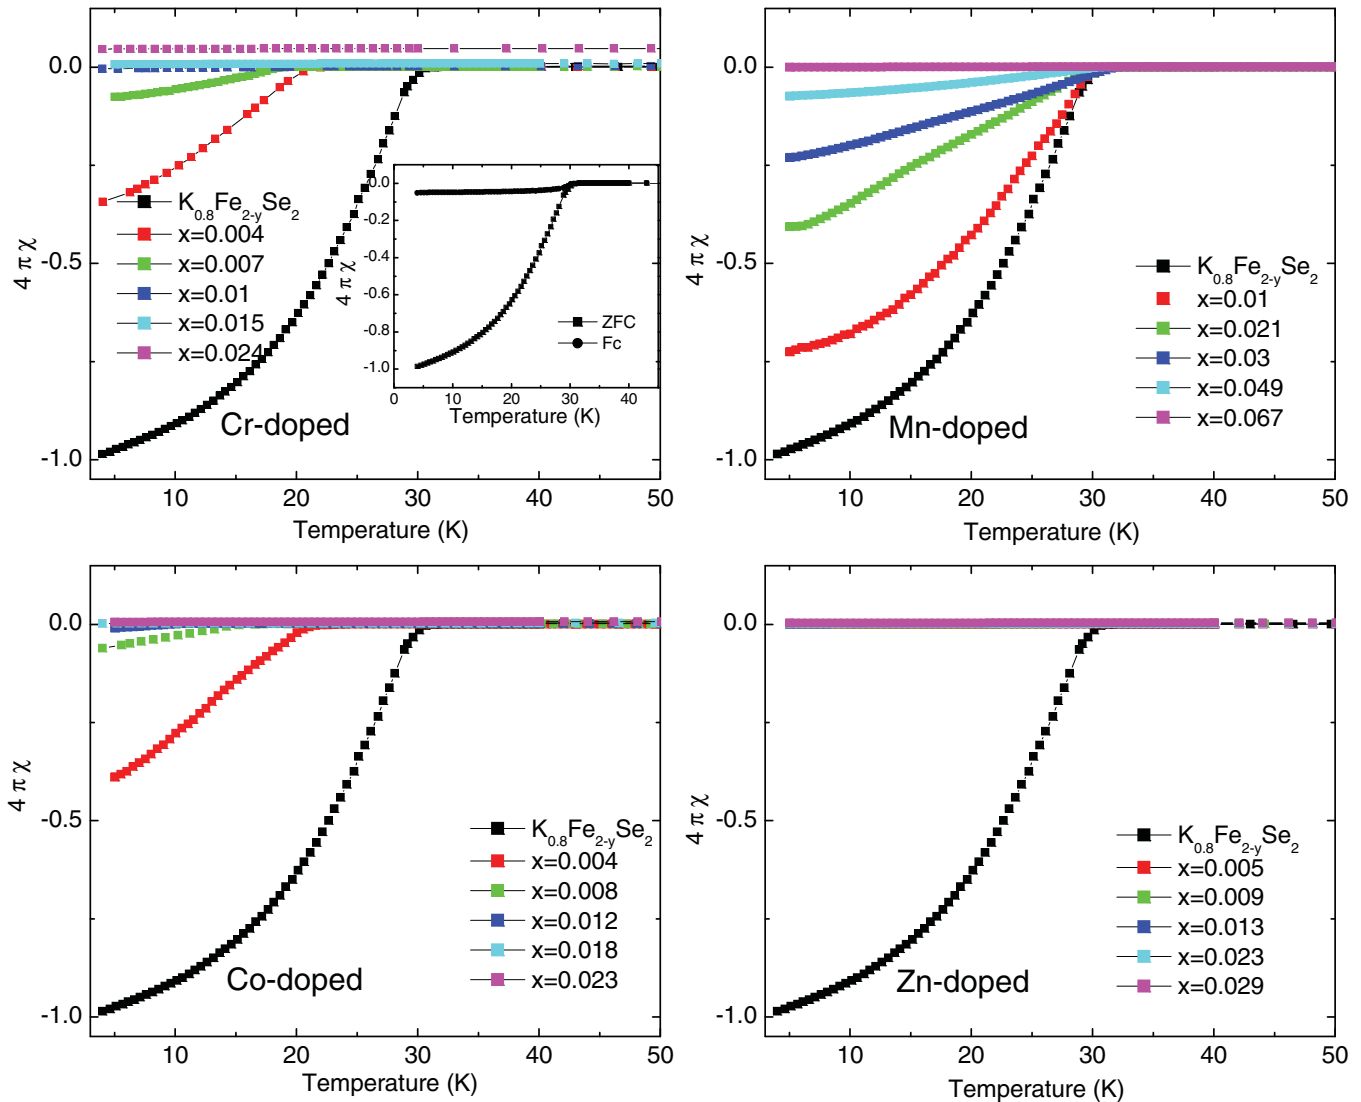 0.0
-0.5
-1.0
4 π χ
K0.8Fe2-ySe2
x=0.004
x=0.007
x=0.01
x=0.015
x=0.024
Cr-doped
10 20 30 40 50
Temperature (K)
0.0
-0.2
-0.4
-0.6
-0.8
-1.0
4 π χ
ZFC
Fc
0 10 20 30 40
Temperature (K)
0.0
-0.5
-1.0
4 π χ
K0.8Fe2-ySe2
x=0.01
x=0.021
x=0.03
x=0.049
x=0.067
Mn-doped
10 20 30 40 50
Temperature (K)
0.0
-0.5
-1.0
4 π χ
K0.8Fe2-ySe2
x=0.004
x=0.008
x=0.012
x=0.018
x=0.023
Co-doped
10 20 30 40 50
Temperature (K)
0.0
-0.5
-1.0
4 π χ
K0.8Fe2-ySe2
x=0.005
x=0.009
x=0.013
x=0.023
x=0.029
Zn-doped
10 20 30 40 50
Temperature (K)